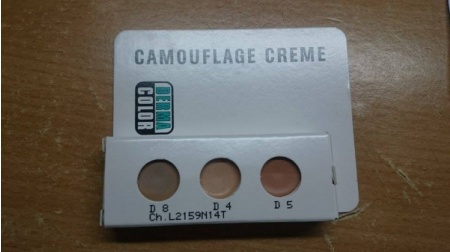 CAMOUFLAGE CREME
DERMA
COLOR
D 8 D 4 D 5
Ch.L2159N14T